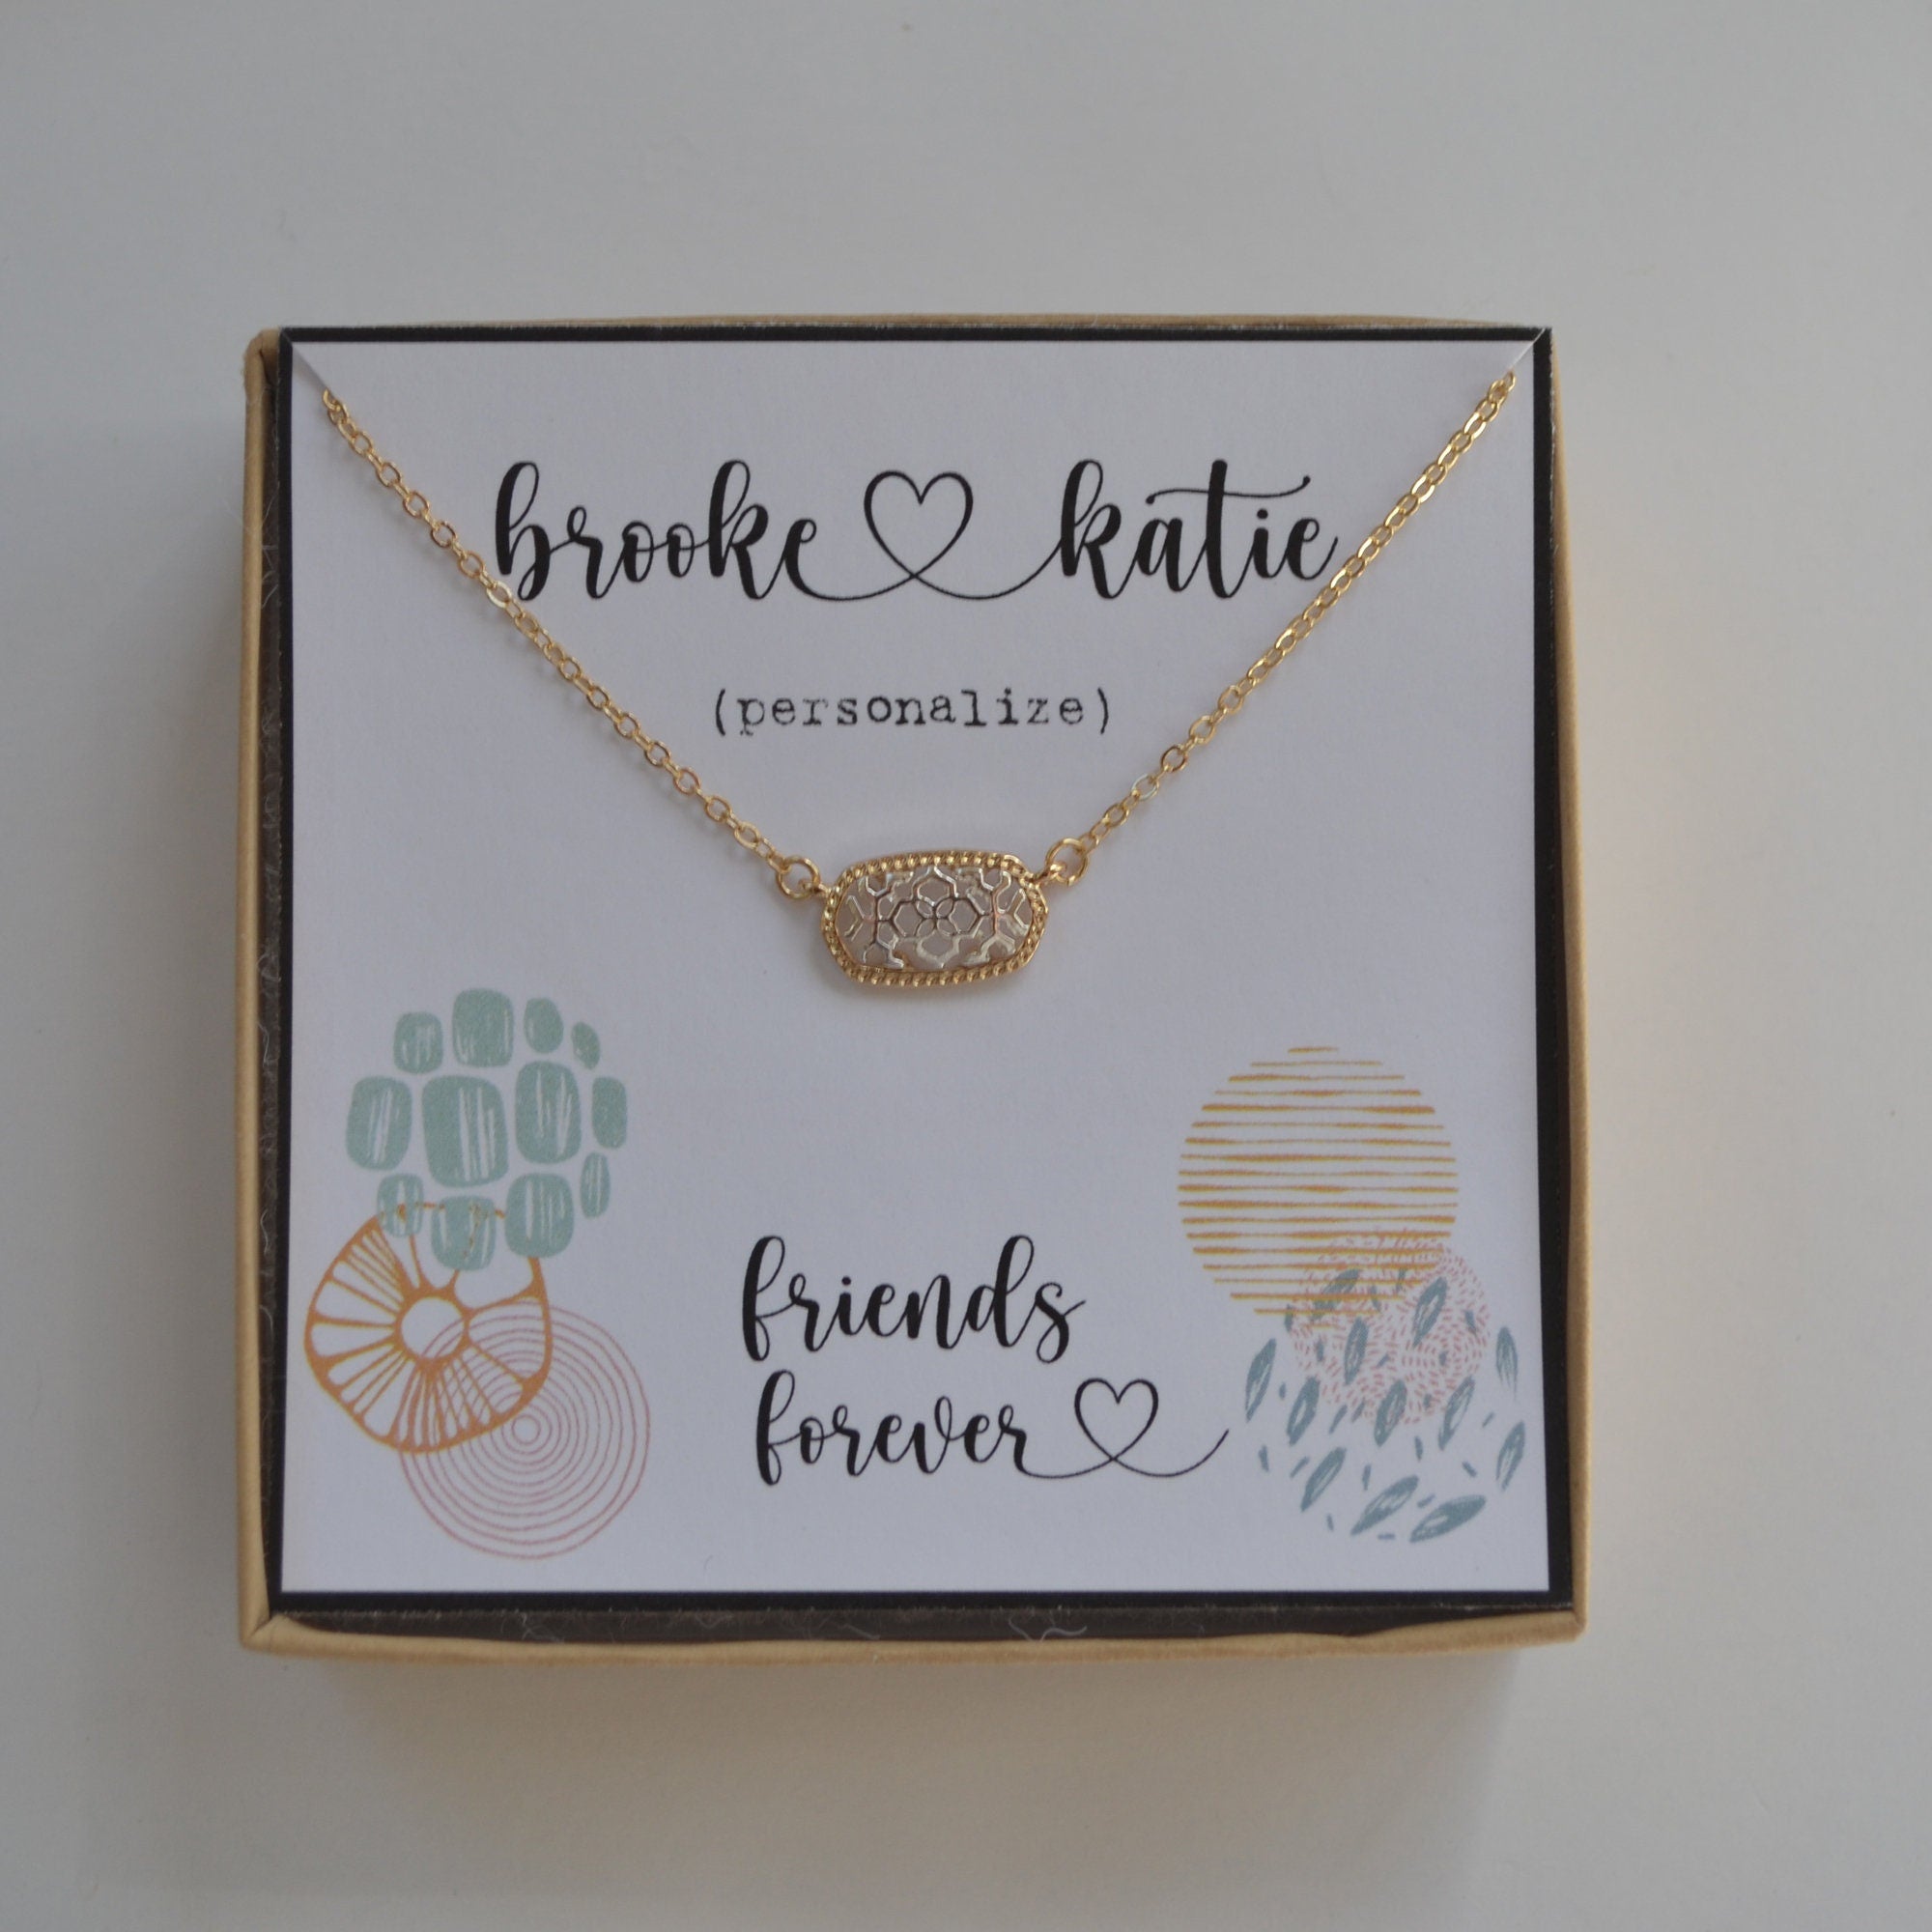 brooke katie
(personalize)
friends
forever